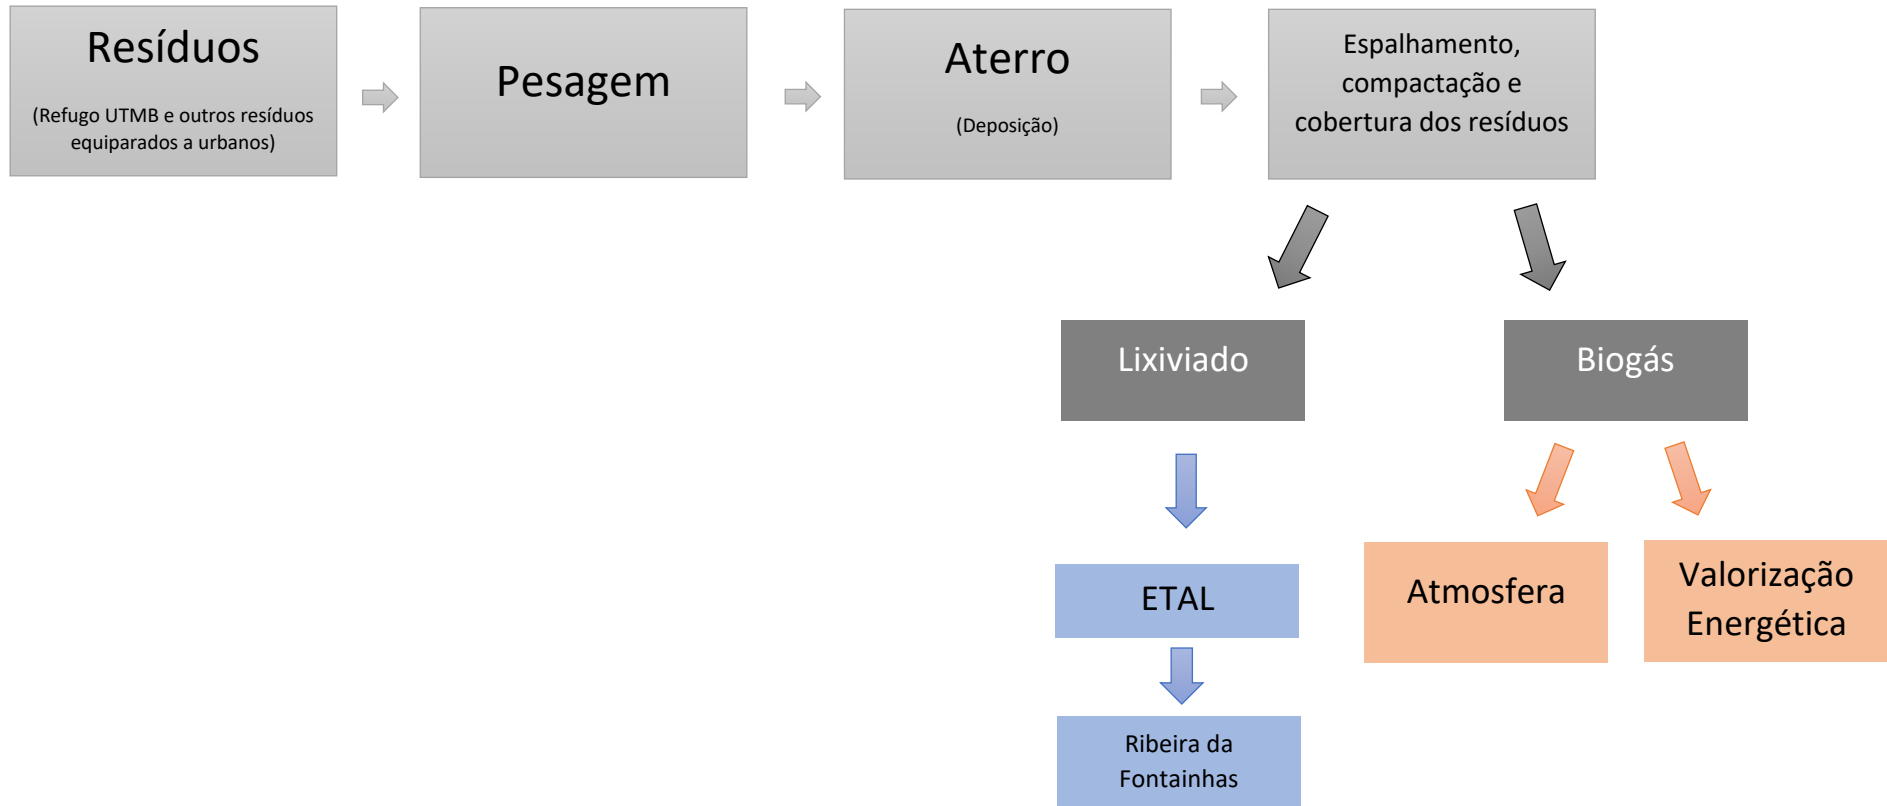 Resíduos
(Refugo UTMB e outros resíduos
equiparados a urbanos)
Pesagem
Aterro
(Deposição)
Espalhamento,
compactação e
cobertura dos resíduos
Lixiviado
Biogás
ETAL
Atmosfera
Valorização
Energética
Ribeira da
Fontainhas